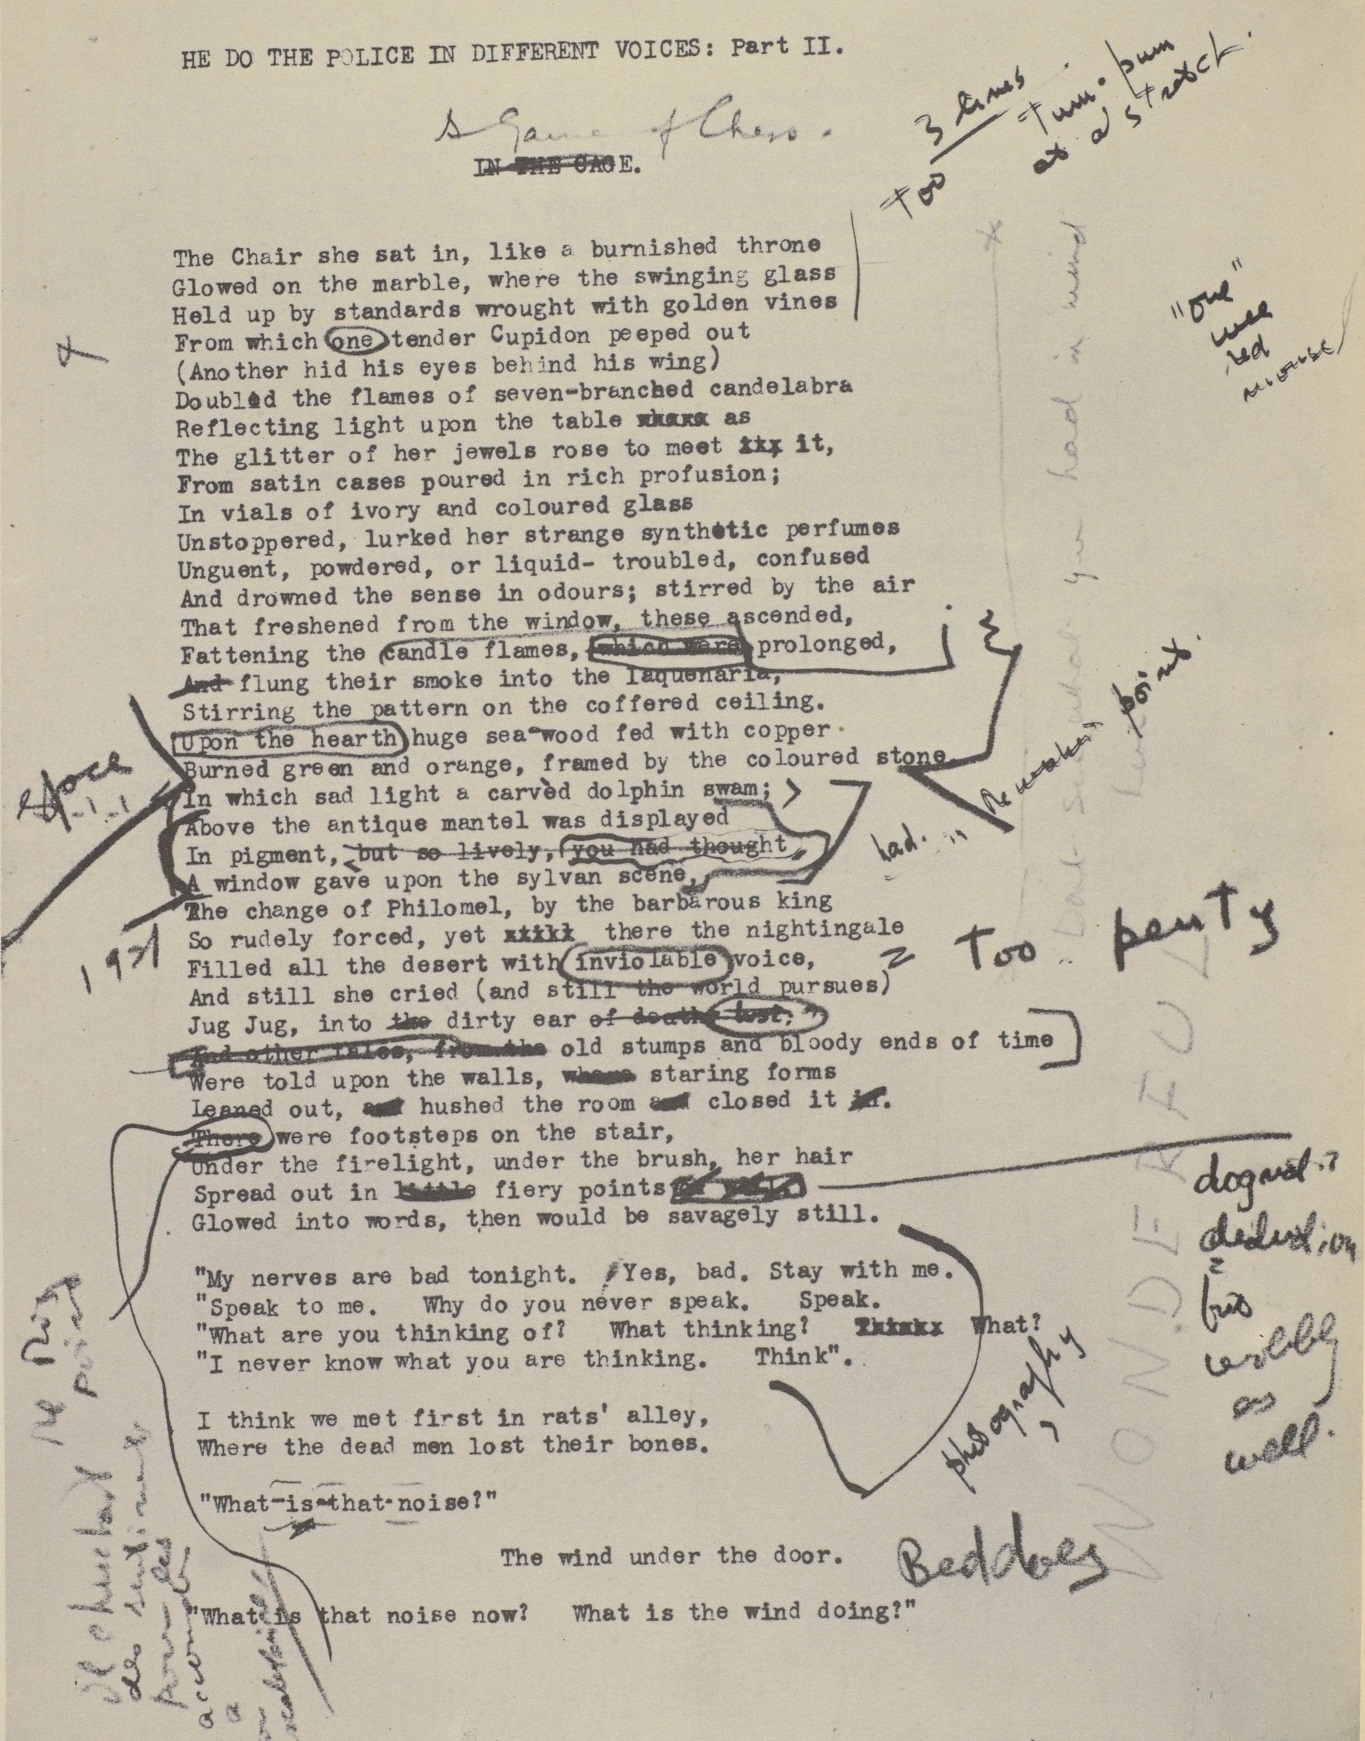 HE DO THE POLICE IN DIFFERENT VOICES: Part II.
A Game of Chess.
IN THE CAGE.
3 lines
Too tum-pum
at a stretch.
The Chair she sat in, like a burnished throne
Glowed on the marble, where the swinging glass
Held up by standards wrought with golden vines
From which one tender Cupidon peeped out
(Another hid his eyes behind his wing)
Doubled the flames of seven-branched candelabra
Reflecting light upon the table as
The glitter of her jewels rose to meet it,
From satin cases poured in rich profusion;
In vials of ivory and coloured glass
Unstoppered, lurked her strange synthetic perfumes
Unguent, powdered, or liquid- troubled, confused
And drowned the sense in odours; stirred by the air
That freshened from the window, these ascended,
Fattening the candle flames, which were prolonged,
And flung their smoke into the laquenaria,
Stirring the pattern on the coffered ceiling.
Upon the hearth huge sea-wood fed with copper
Burned green and orange, framed by the coloured stone
In which sad light a carvèd dolphin swam;
Above the antique mantel was displayed
In pigment, but so lively, you had thought
A window gave upon the sylvan scene,
The change of Philomel, by the barbarous king
So rudely forced, yet there the nightingale
Filled all the desert with inviolable voice,
And still she cried (and still the world pursues)
Jug Jug, into the dirty ear of death; lust;
And other tales, from the old stumps and bloody ends of time
Were told upon the walls, where staring forms
Leaned out, and hushed the room and closed it in.
There were footsteps on the stair,
Under the firelight, under the brush, her hair
Spread out in little fiery points of will,
Glowed into words, then would be savagely still.
"My nerves are bad tonight. Yes, bad. Stay with me.
"Speak to me. Why do you never speak. Speak.
"What are you thinking of? What thinking? What?
"I never know what you are thinking. Think".
I think we met first in rats' alley,
Where the dead men lost their bones.
"What is that noise?"
The wind under the door.
"What is that noise now? What is the wind doing?"
"one"
wee
red
mouse
had in mind
space
1921
had.
point.
Too penty
dogmatic
deduction
but
wobbly
as
well.
photography
Beddoes
WONDERFUL
Il cherchait
des sentiments
pour les
accommoder
a